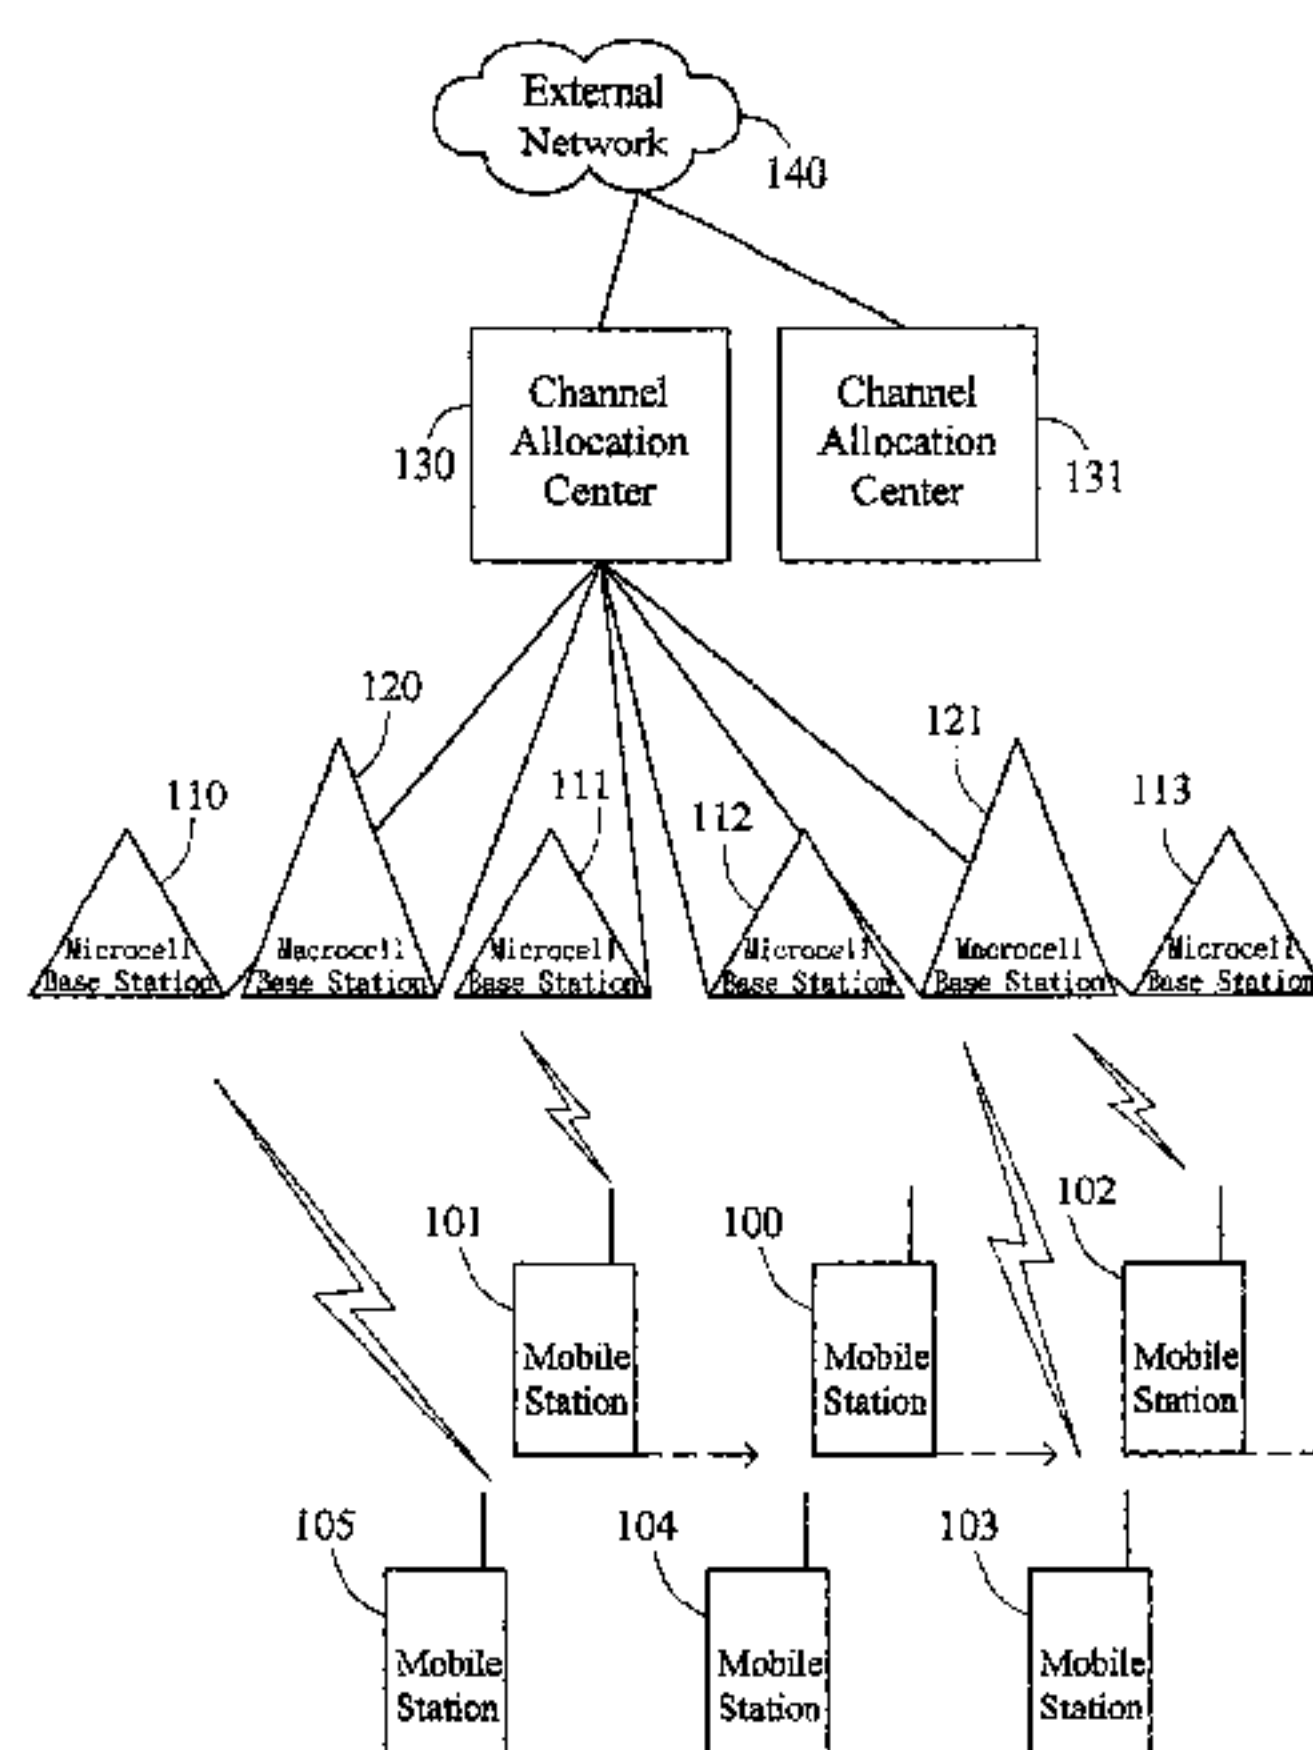 External
Network
140
Channel
Allocation
Center
130
Channel
Allocation
Center
131
120
121
110
111
112
113
Microcell
Base Station
Macrocell
Base Station
Microcell
Base Station
Microcell
Base Station
Macrocell
Base Station
Microcell
Base Station
101
100
102
Mobile
Station
Mobile
Station
Mobile
Station
105
104
103
Mobile
Station
Mobile
Station
Mobile
Station